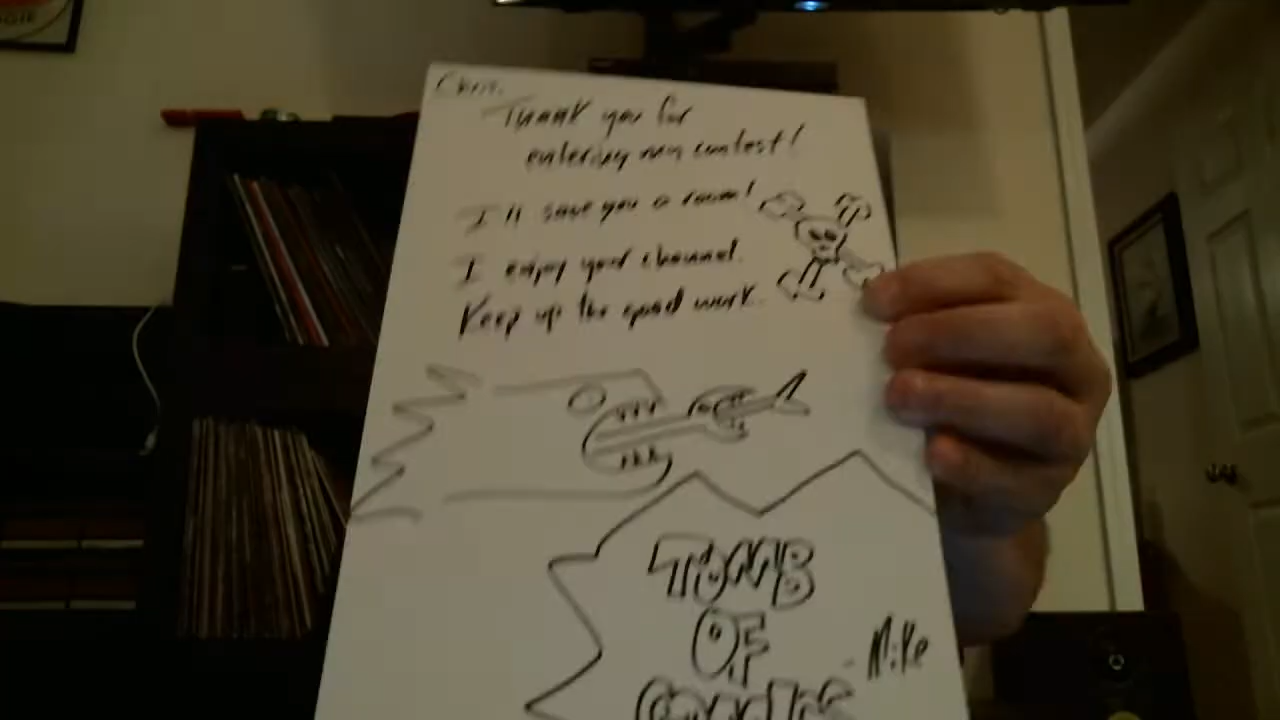 Chris,
Thank you for
entering my contest!
I'll save you a room!
I enjoy your channel.
Keep up the good work.
TOMB
OF
- Mike